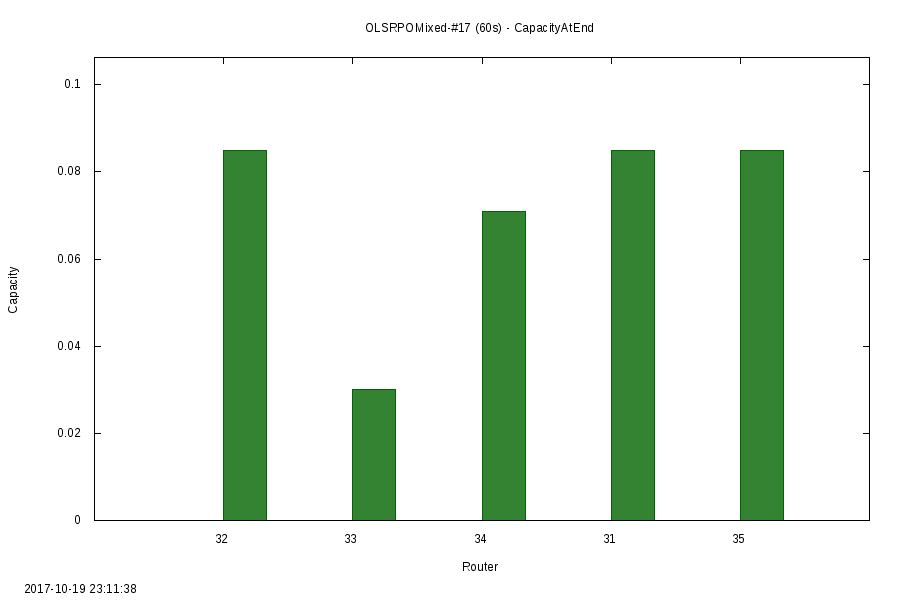 OLSRPOMixed-#17 (60s) - CapacityAtEnd
0.1
0.08
0.06
0.04
0.02
0
Capacity
32 33 34 31 35
Router
2017-10-19 23:11:38